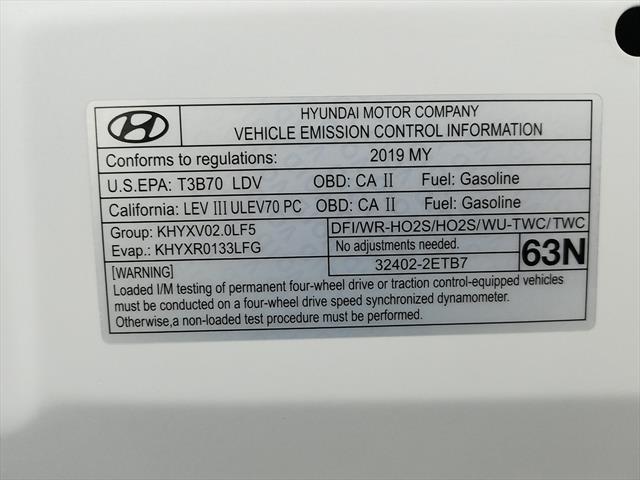 HYUNDAI MOTOR COMPANY
VEHICLE EMISSION CONTROL INFORMATION
Conforms to regulations: 2019 MY
U.S.EPA: T3B70 LDV OBD: CA II Fuel: Gasoline
California: LEV III ULEV70 PC OBD: CA II Fuel: Gasoline
Group: KHYXV02.0LF5 DFI/WR-HO2S/HO2S/WU-TWC/TWC
Evap.: KHYXR0133LFG No adjustments needed. 63N
32402-2ETB7
[WARNING]
Loaded I/M testing of permanent four-wheel drive or traction control-equipped vehicles
must be conducted on a four-wheel drive speed synchronized dynamometer.
Otherwise,a non-loaded test procedure must be performed.